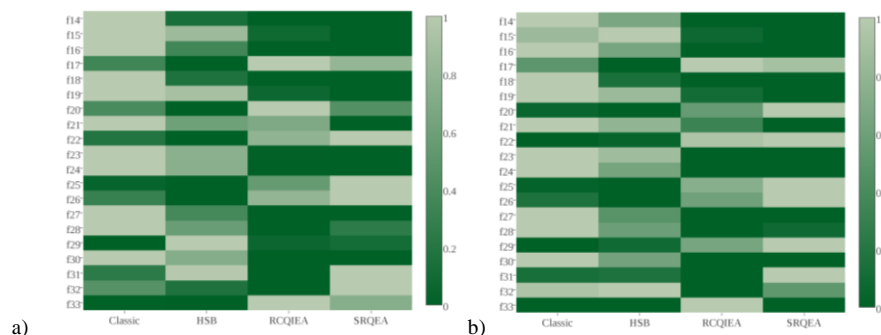 f14
f15
f16
f17
f18
f19
f20
f21
f22
f23
f24
f25
f26
f27
f28
f29
f30
f31
f32
f33
Classic HSB RCQIEA SRQEA
1
0.8
0.6
0.4
0.2
0
a)
f14
f15
f16
f17
f18
f19
f20
f21
f22
f23
f24
f25
f26
f27
f28
f29
f30
f31
f32
f33
Classic HSB RCQIEA SRQEA
1
b)